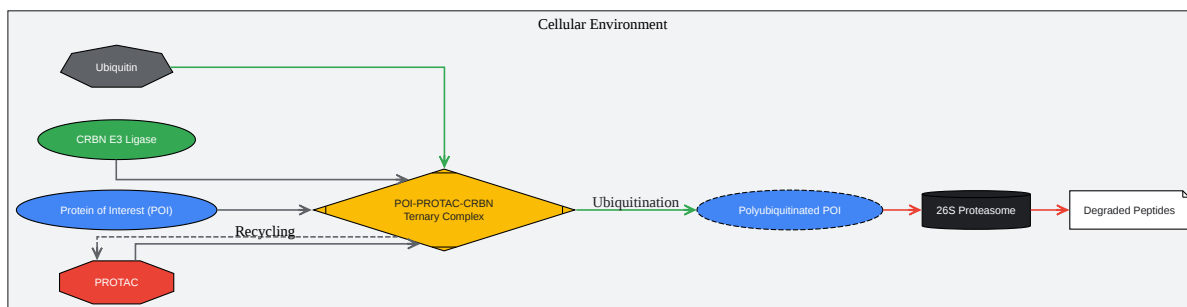 Cellular Environment
Ubiquitin
CRBN E3 Ligase
Protein of Interest (POI)
POI-PROTAC-CRBN
Ternary Complex
Ubiquitination
Polyubiquitinated POI
26S Proteasome
Degraded Peptides
Recycling
PROTAC